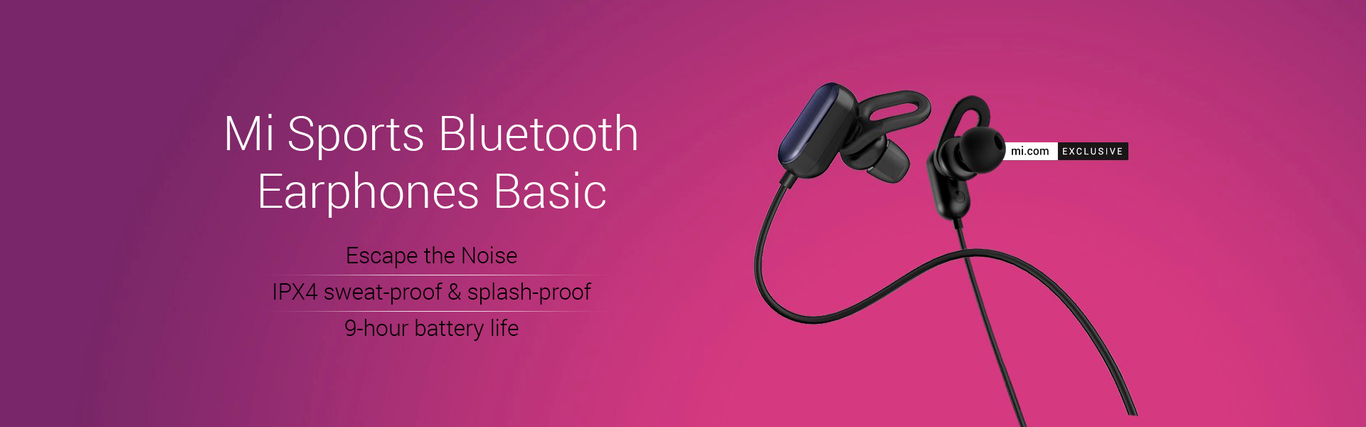 Mi Sports Bluetooth
Earphones Basic
Escape the Noise
IPX4 sweat-proof & splash-proof
9-hour battery life
mi.com EXCLUSIVE